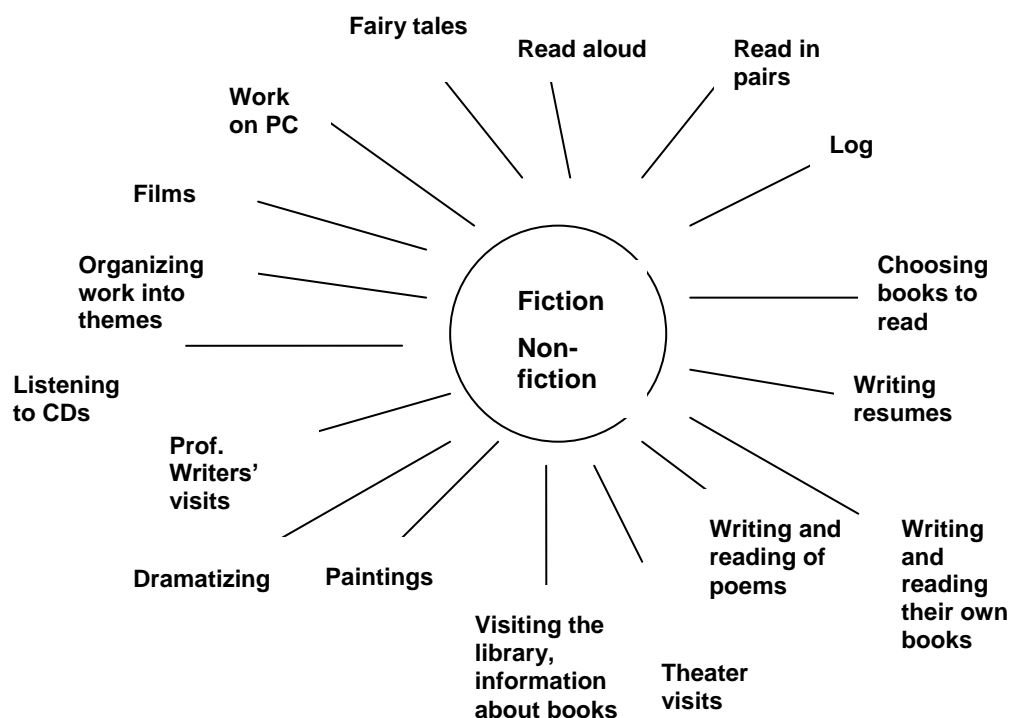 Fairy tales
Read aloud
Read in
pairs
Work
on PC
Log
Films
Organizing
work into
themes
Choosing
books to
read
Fiction
Non-
fiction
Listening
to CDs
Writing
resumes
Prof.
Writers’
visits
Dramatizing
Paintings
Visiting the
library,
information
about books
Theater
visits
Writing and
reading of
poems
Writing
and
reading
their own
books